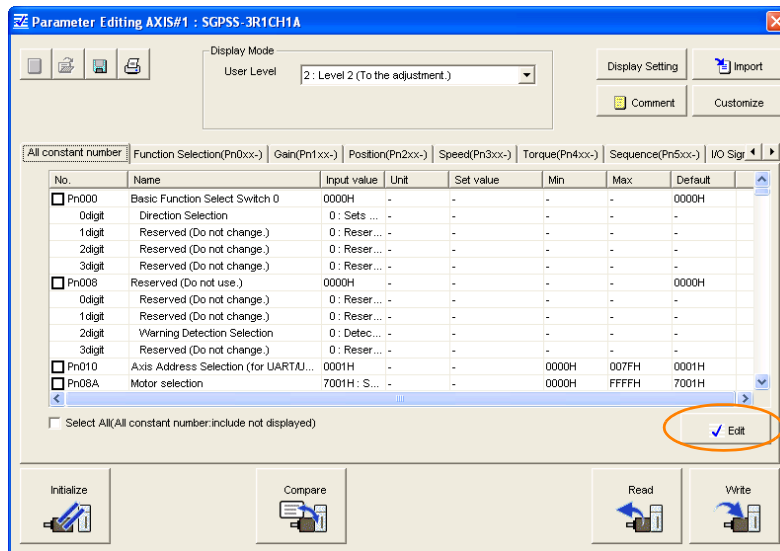 Parameter Editing AXIS#1 : SGPSS-3R1CH1A
Display Mode
User Level 2 : Level 2 (To the adjustment.)
Display Setting Import
Comment Customize
All constant number Function Selection(Pn0xx-) Gain(Pn1xx-) Position(Pn2xx-) Speed(Pn3xx-) Torque(Pn4xx-) Sequence(Pn5xx-) I/O Sigr
No. Name Input value Unit Set value Min Max Default
Pn000 Basic Function Select Switch 0 0000H - - - - 0000H
0digit Direction Selection 0 : Sets ... - - - - -
1digit Reserved (Do not change.) 0 : Reser... - - - - -
2digit Reserved (Do not change.) 0 : Reser... - - - - -
3digit Reserved (Do not change.) 0 : Reser... - - - - -
Pn008 Reserved (Do not use.) 0000H - - - - 0000H
0digit Reserved (Do not change.) 0 : Reser... - - - - -
1digit Reserved (Do not change.) 0 : Reser... - - - - -
2digit Warning Detection Selection 0 : Detec... - - - - -
3digit Reserved (Do not change.) 0 : Reser... - - - - -
Pn010 Axis Address Selection (for UART/U... 0001H - - 0000H 007FH 0001H
Pn08A Motor selection 7001H : S... - - 0000H FFFFH 7001H
Select All(All constant number:include not displayed)
Edit
Initialize Compare Read Write